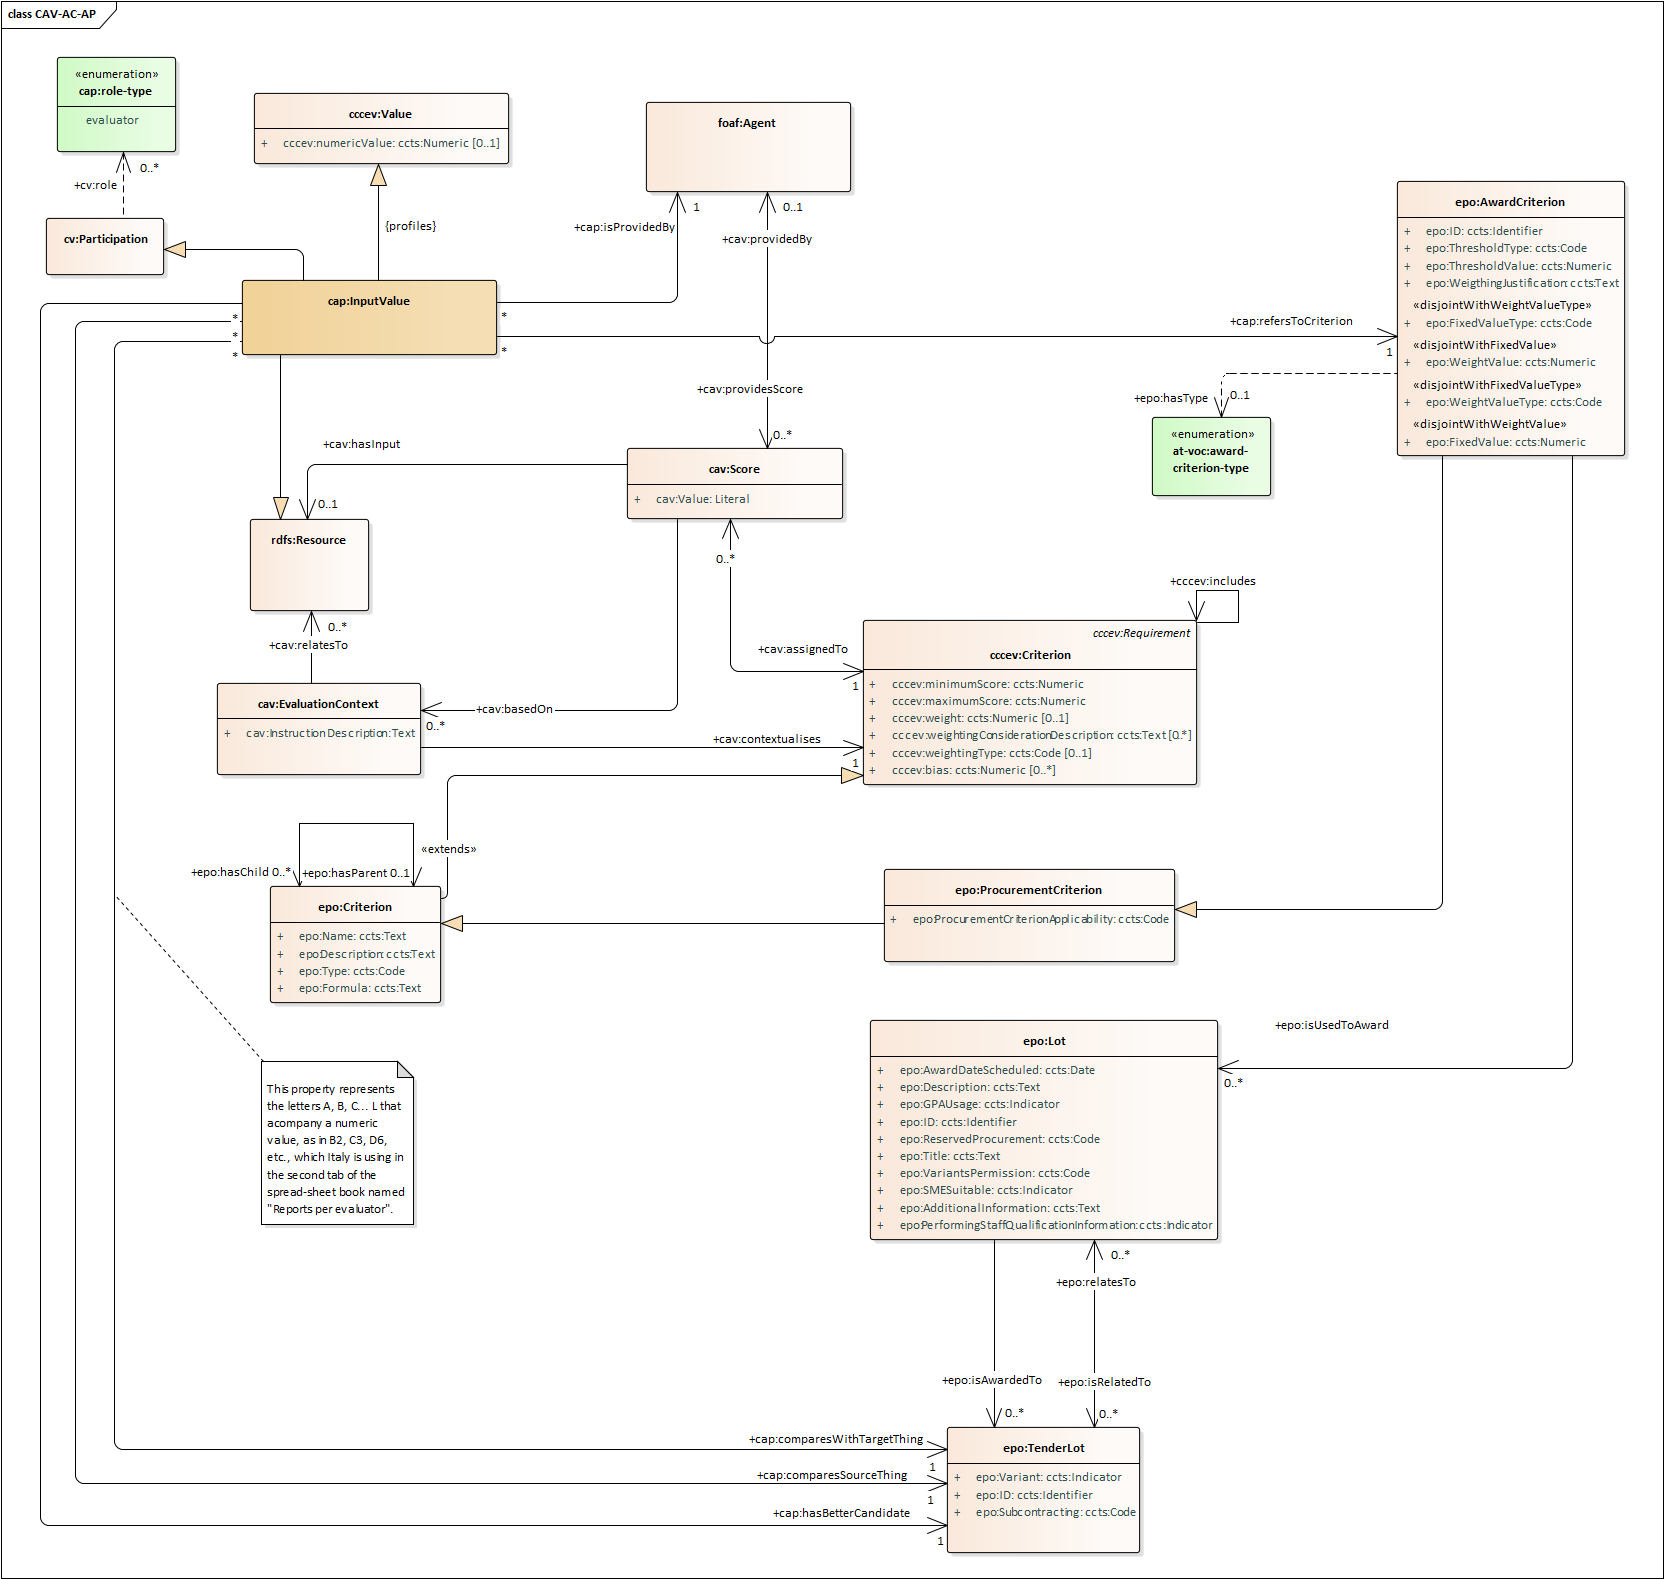 class CAV-AC-AP
«enumeration»
cap:role-type
evaluator
0..*
+cv:role
cv:Participation
cccev:Value
+ cccev:numericValue: ccts:Numeric [0..1]
{profiles}
foaf:Agent
1
0..1
+cap:isProvidedBy
+cav:providedBy
cap:InputValue
*
*
*
*
*
+cap:refersToCriterion
1
epo:AwardCriterion
+ epo:ID: ccts:Identifier
+ epo:ThresholdType: ccts:Code
+ epo:ThresholdValue: ccts:Numeric
+ epo:WeigthingJustification: ccts:Text
«disjointWithWeightValueType»
+ epo:FixedValueType: ccts:Code
«disjointWithFixedValue»
+ epo:WeightValue: ccts:Numeric
«disjointWithFixedValueType»
+ epo:WeightValueType: ccts:Code
«disjointWithWeightValue»
+ epo:FixedValue: ccts:Numeric
+epo:hasType
0..1
«enumeration»
at-voc:award-
criterion-type
+cav:providesScore
0..*
+cav:hasInput
0..1
cav:Score
+ cav:Value: Literal
0..*
rdfs:Resource
0..*
+cav:relatesTo
+cccev:includes
+cav:assignedTo
1
cccev:Requirement
cccev:Criterion
+ cccev:minimumScore: ccts:Numeric
+ cccev:maximumScore: ccts:Numeric
+ cccev:weight: ccts:Numeric [0..1]
+ cccev:weightingConsiderationDescription: ccts:Text [0..*]
+ cccev:weightingType: ccts:Code [0..1]
+ cccev:bias: ccts:Numeric [0..*]
cav:EvaluationContext
+ cav:InstructionDescription:Text
+cav:basedOn
0..*
+cav:contextualises
1
«extends»
+epo:hasChild 0..*
+epo:hasParent 0..1
epo:Criterion
+ epo:Name: ccts:Text
+ epo:Description: ccts:Text
+ epo:Type: ccts:Code
+ epo:Formula: ccts:Text
epo:ProcurementCriterion
+ epo:ProcurementCriterionApplicability: ccts:Code
epo:Lot
+ epo:AwardDateScheduled: ccts:Date
+ epo:Description: ccts:Text
+ epo:GPAUsage: ccts:Indicator
+ epo:ID: ccts:Identifier
+ epo:ReservedProcurement: ccts:Code
+ epo:Title: ccts:Text
+ epo:VariantsPermission: ccts:Code
+ epo:SMESuitable: ccts:Indicator
+ epo:AdditionalInformation: ccts:Text
+ epo:PerformingStaffQualificationInformation: ccts:Indicator
+epo:isUsedToAward
0..*
This property represents
the letters A, B, C... L that
acompany a numeric
value, as in B2, C3, D6,
etc., which Italy is using in
the second tab of the
spread-sheet book named
"Reports per evaluator".
0..*
+epo:relatesTo
+epo:isAwardedTo
+epo:isRelatedTo
0..*
0..*
epo:TenderLot
+ epo:Variant: ccts:Indicator
+ epo:ID: ccts:Identifier
+ epo:Subcontracting: ccts:Code
+cap:comparesWithTargetThing
1
+cap:comparesSourceThing
1
+cap:hasBetterCandidate
1